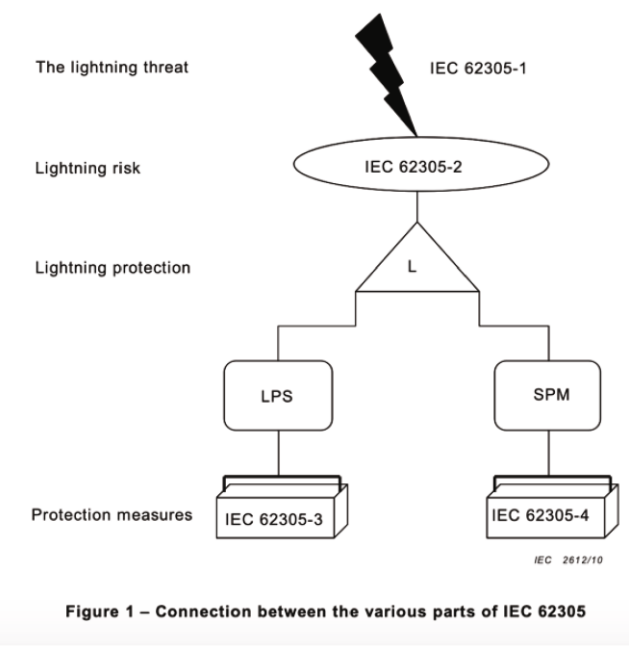 The lightning threat
IEC 62305-1
Lightning risk
IEC 62305-2
Lightning protection
L
LPS
SPM
Protection measures
IEC 62305-3
IEC 62305-4
IEC 2612/10
Figure 1 – Connection between the various parts of IEC 62305